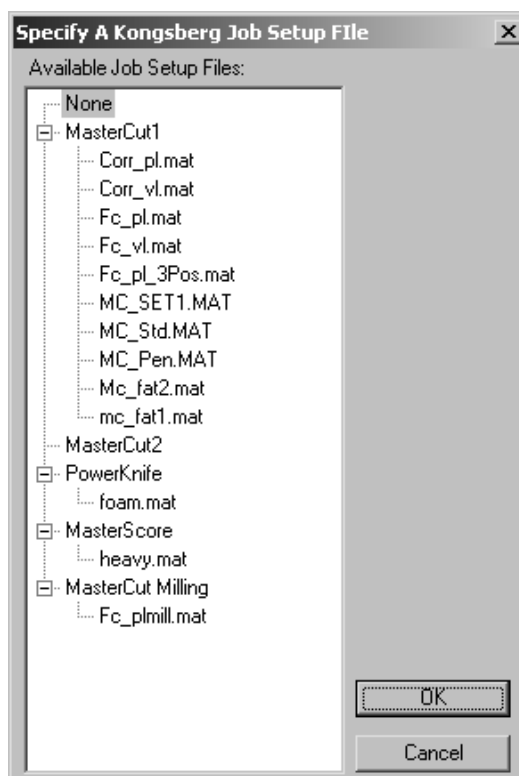 Specify A Kongsberg Job Setup FIle
Available Job Setup Files:
None
MasterCut1
Corr_pl.mat
Corr_vl.mat
Fc_pl.mat
Fc_vl.mat
Fc_pl_3Pos.mat
MC_SET1.MAT
MC_Std.MAT
MC_Pen.MAT
Mc_fat2.mat
mc_fat1.mat
MasterCut2
PowerKnife
foam.mat
MasterScore
heavy.mat
MasterCut Milling
Fc_plmill.mat
OK
Cancel